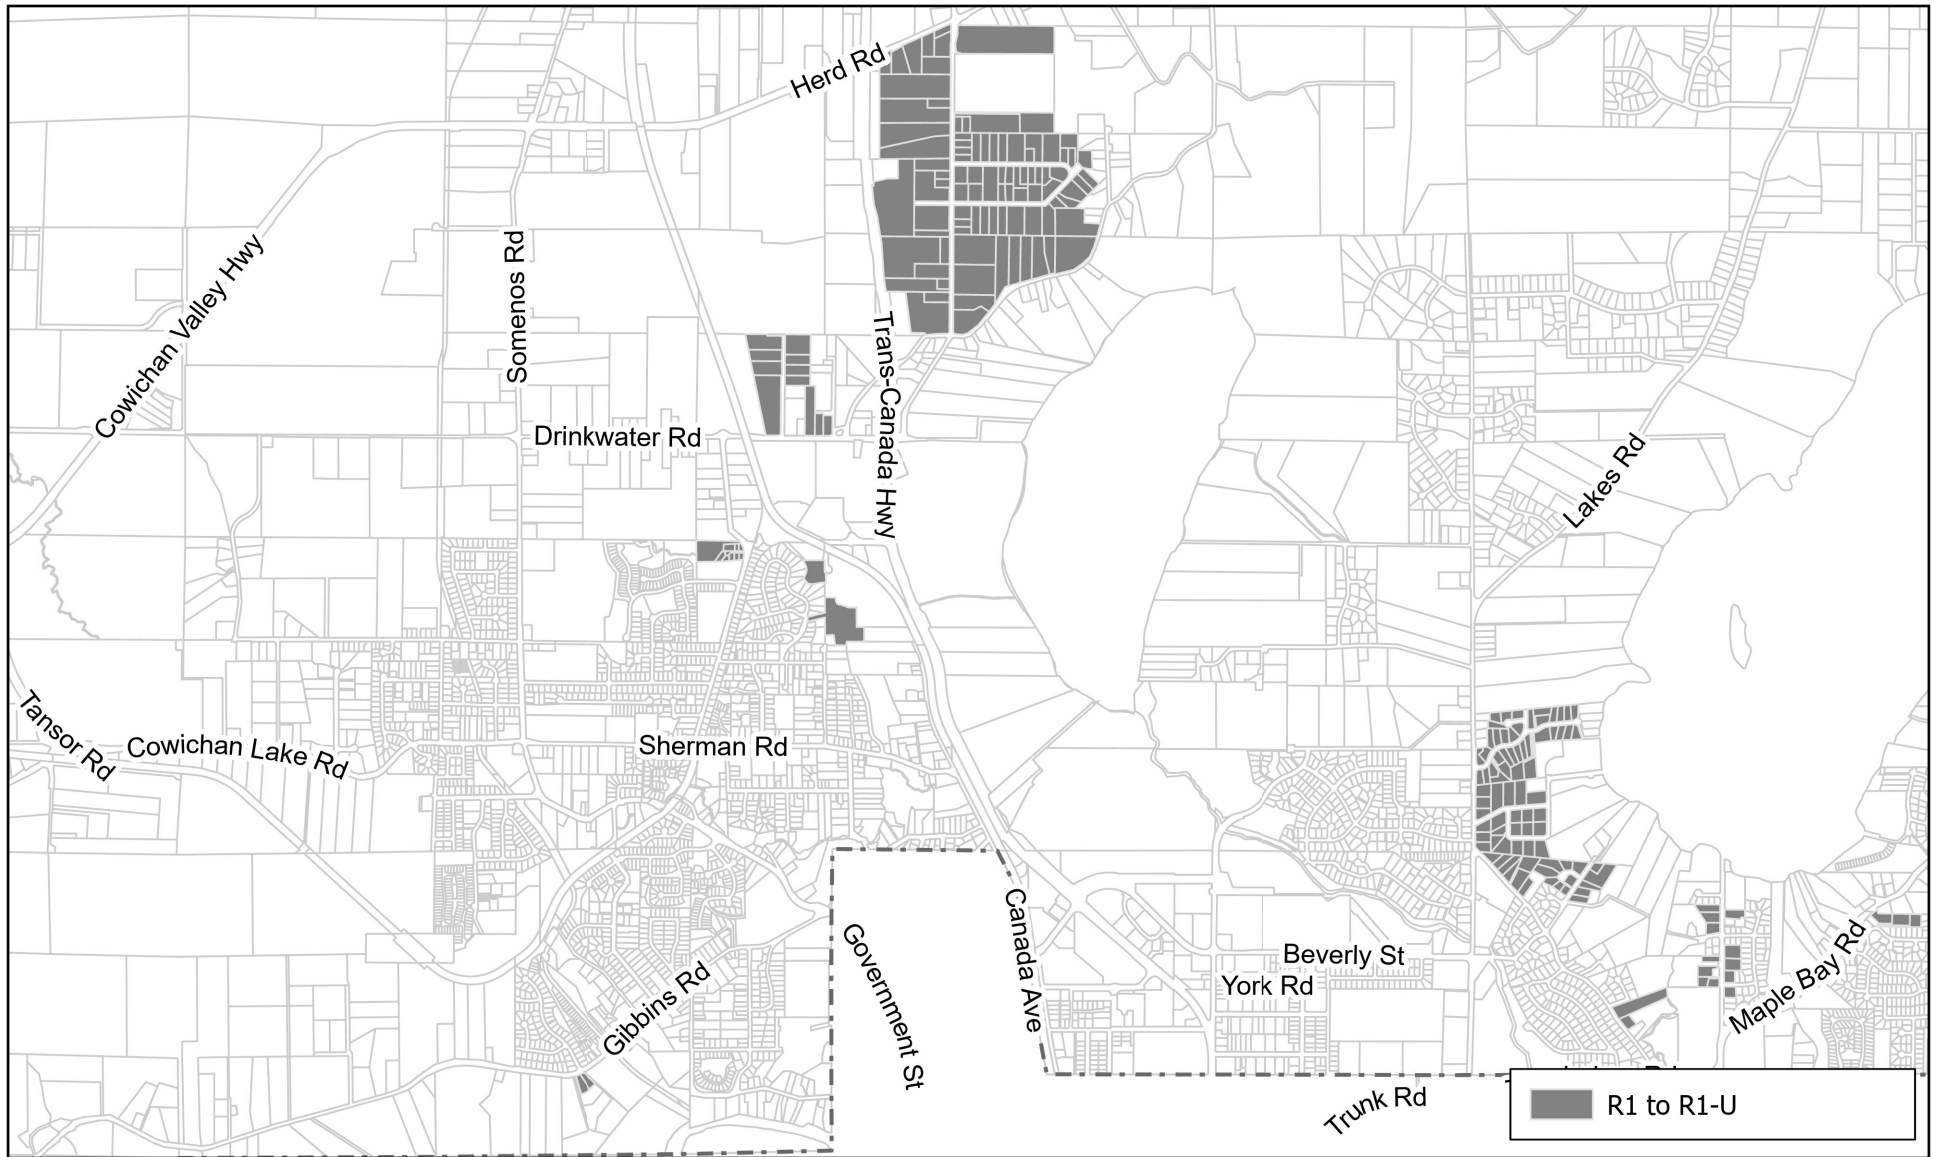 Herd Rd
Cowichan Valley Hwy
Somenos Rd
Trans-Canada Hwy
Drinkwater Rd
Lakes Rd
Tansor Rd
Cowichan Lake Rd
Sherman Rd
Canada Ave
Government St
Beverly St
York Rd
Gibbins Rd
Maple Bay Rd
Trunk Rd
R1 to R1-U